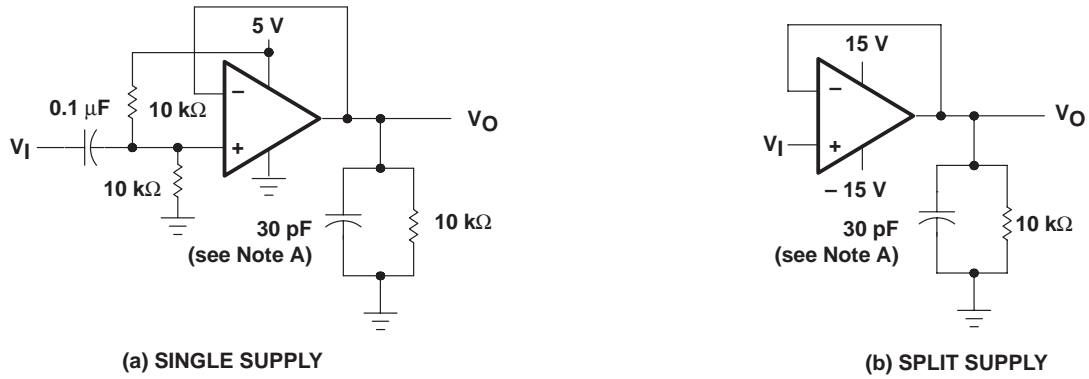 5 V
−
0.1 μF
10 kΩ
V_I
+
10 kΩ
V_O
30 pF
(see Note A)
10 kΩ
(a) SINGLE SUPPLY
15 V
−
V_I
+
– 15 V
V_O
30 pF
(see Note A)
10 kΩ
(b) SPLIT SUPPLY